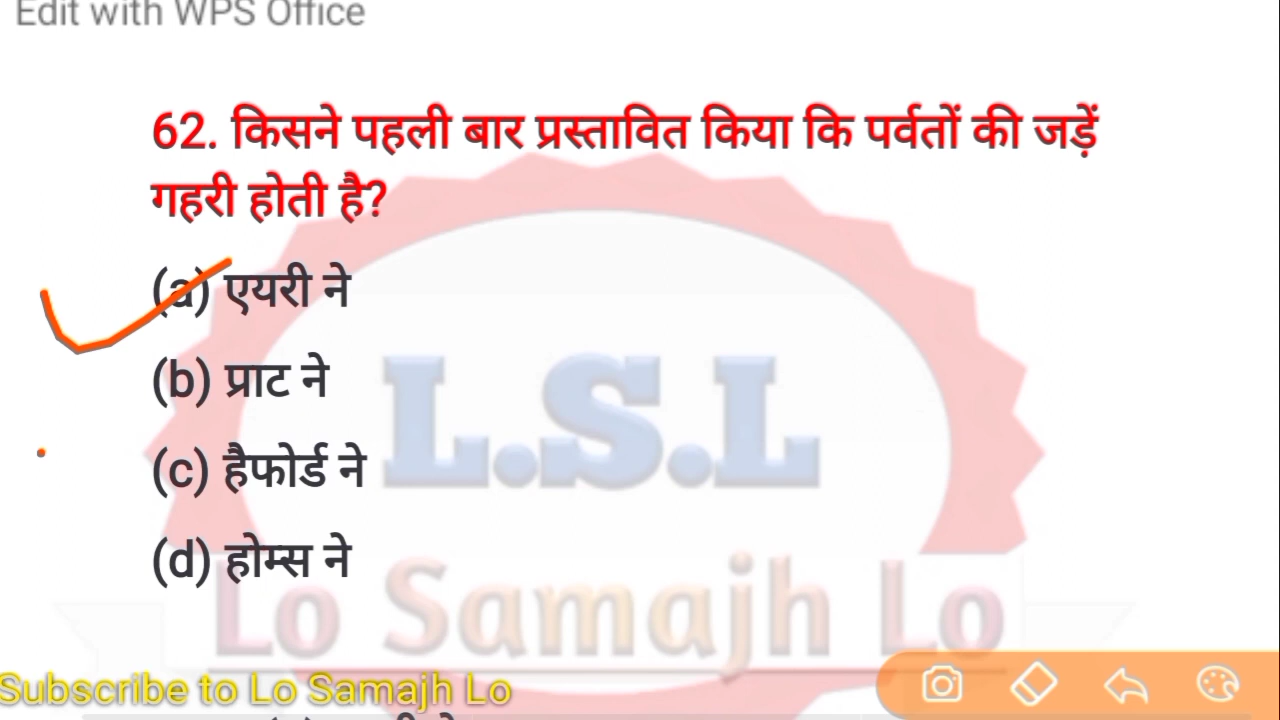 Edit with WPS Office
62. किसने पहली बार प्रस्तावित किया कि पर्वतों की जड़ें
गहरी होती है?
(a) एयरी ने
(b) प्राट ने
(c) हैफोर्ड ने
(d) होम्स ने
L.S.L
Lo Samajh Lo
Subscribe to Lo Samajh Lo